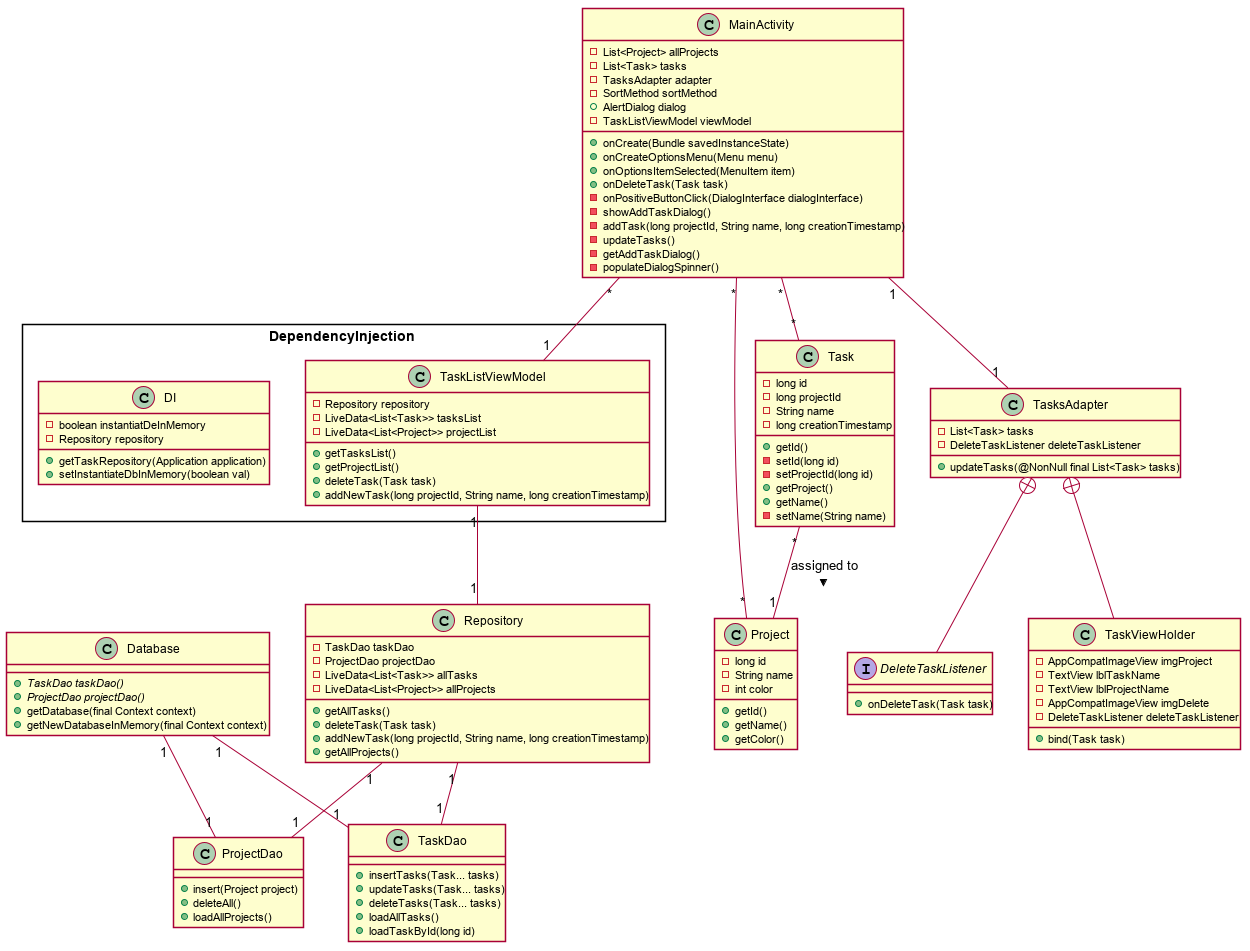 C MainActivity
List<Project> allProjects
List<Task> tasks
TasksAdapter adapter
SortMethod sortMethod
AlertDialog dialog
TaskListViewModel viewModel
onCreate(Bundle savedInstanceState)
onCreateOptionsMenu(Menu menu)
onOptionsItemSelected(MenuItem item)
onDeleteTask(Task task)
onPositiveButtonClick(DialogInterface dialogInterface)
showAddTaskDialog()
addTask(long projectId, String name, long creationTimestamp)
updateTasks()
getAddTaskDialog()
populateDialogSpinner()
* * * 1
DependencyInjection
1 * 1
C DI
boolean instantiatDeInMemory
Repository repository
getTaskRepository(Application application)
setInstantiateDbInMemory(boolean val)
C TaskListViewModel
Repository repository
LiveData<List<Task>> tasksList
LiveData<List<Project>> projectList
getTasksList()
getProjectList()
deleteTask(Task task)
addNewTask(long projectId, String name, long creationTimestamp)
C Task
long id
long projectId
String name
long creationTimestamp
getId()
setId(long id)
setProjectId(long id)
getProject()
getName()
setName(String name)
C TasksAdapter
List<Task> tasks
DeleteTaskListener deleteTaskListener
updateTasks(@NonNull final List<Task> tasks)
1 *
assigned to
1 * 1
C Database
TaskDao taskDao()
ProjectDao projectDao()
getDatabase(final Context context)
getNewDatabaseInMemory(final Context context)
C Repository
TaskDao taskDao
ProjectDao projectDao
LiveData<List<Task>> allTasks
LiveData<List<Project>> allProjects
getAllTasks()
deleteTask(Task task)
addNewTask(long projectId, String name, long creationTimestamp)
getAllProjects()
C Project
long id
String name
int color
getId()
getName()
getColor()
I DeleteTaskListener
onDeleteTask(Task task)
C TaskViewHolder
AppCompatImageView imgProject
TextView lblTaskName
TextView lblProjectName
AppCompatImageView imgDelete
DeleteTaskListener deleteTaskListener
bind(Task task)
1 1 1 1
1 1 1 1
C ProjectDao
insert(Project project)
deleteAll()
loadAllProjects()
C TaskDao
insertTasks(Task... tasks)
updateTasks(Task... tasks)
deleteTasks(Task... tasks)
loadAllTasks()
loadTaskById(long id)